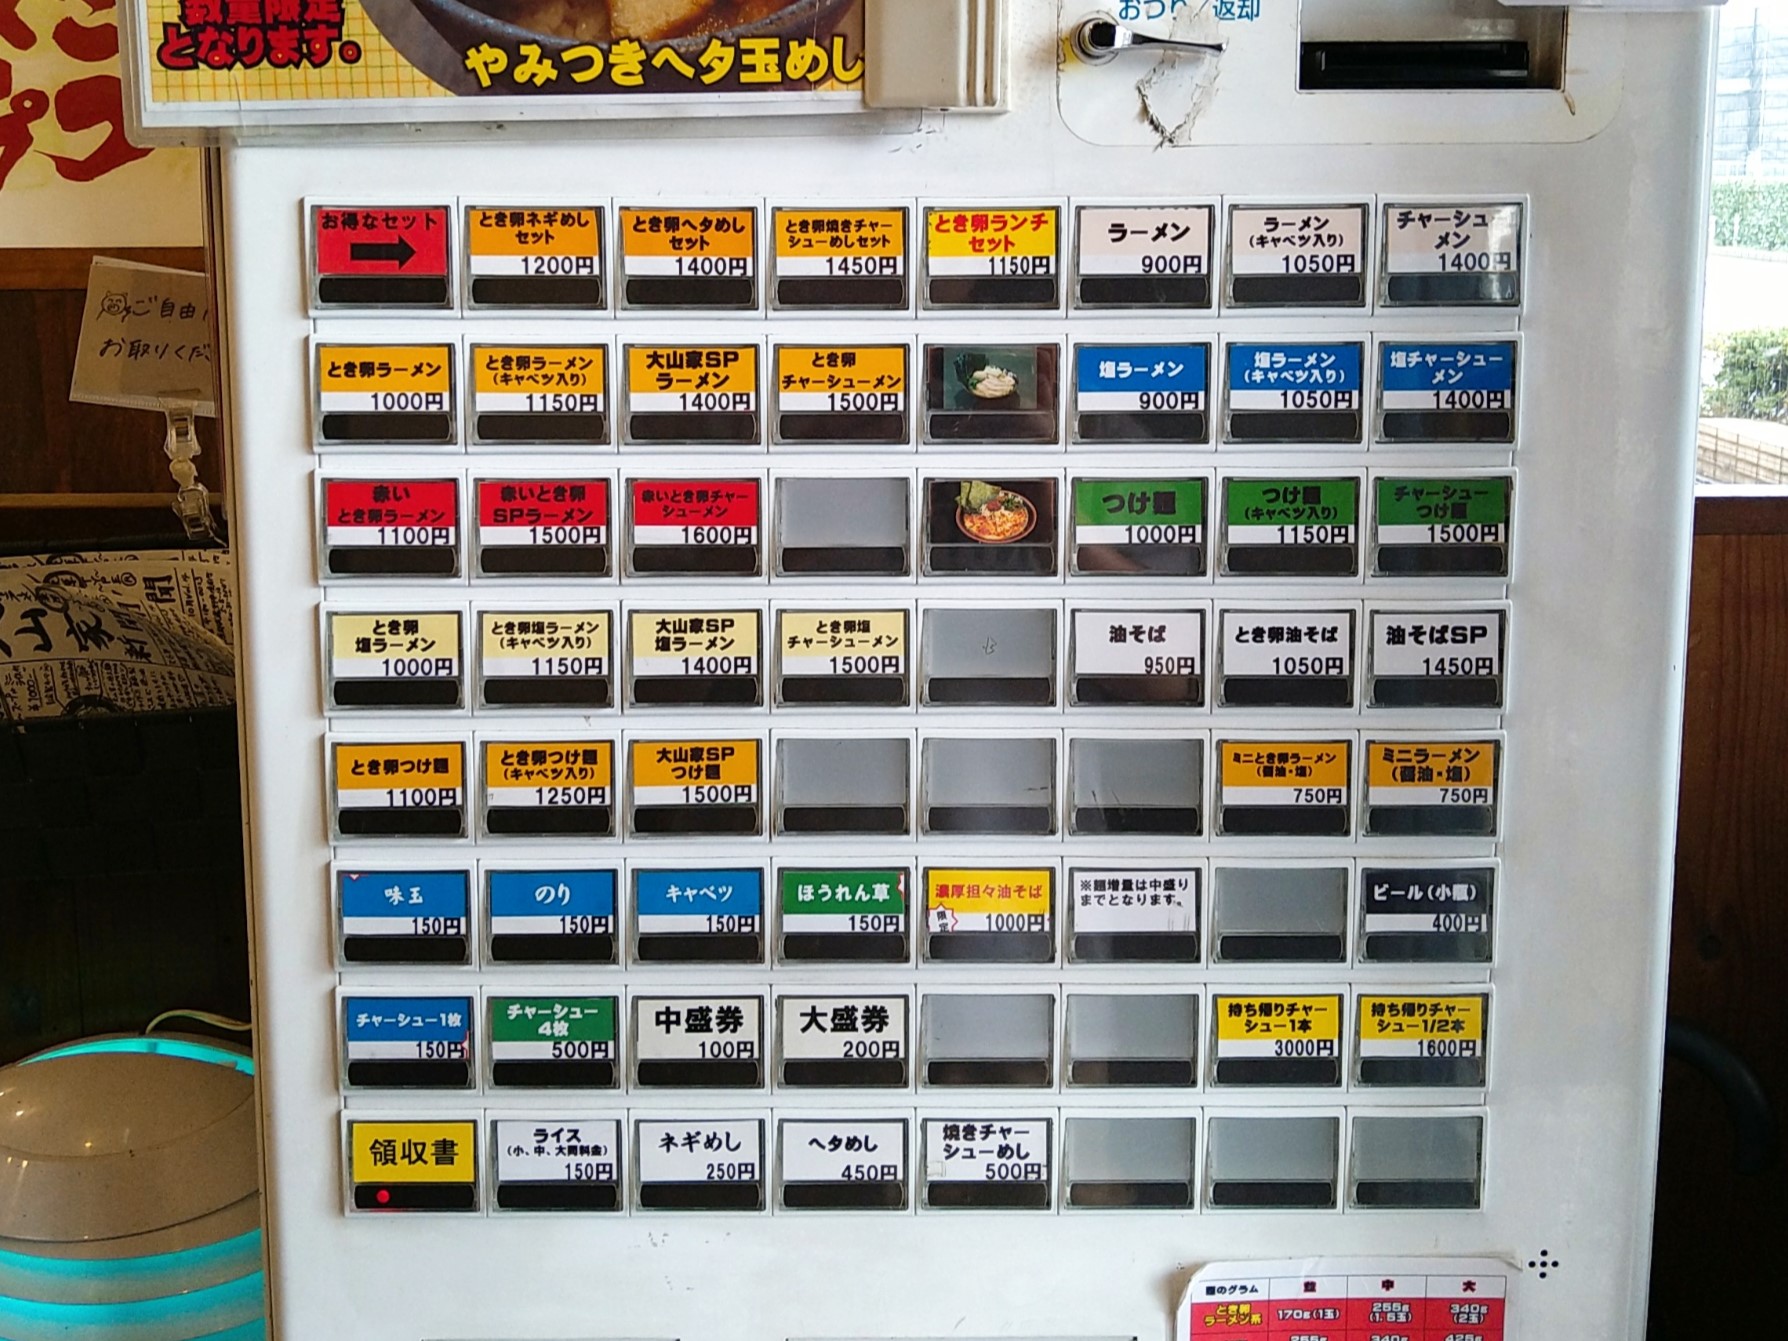 数量限定
となります。
やみつきヘタ玉めし
おつり/返却
ご自由
お取りくだ
お得なセット
とき卵ネギめし
セット
1200円
とき卵ヘタめし
セット
1400円
とき卵焼きチャー
シューめしセット
1450円
とき卵ランチ
セット
1150円
ラーメン
900円
ラーメン
(キャベツ入り)
1050円
チャーシュー
メン
1400円
とき卵ラーメン
1000円
とき卵ラーメン
(キャベツ入り)
1150円
大山家SP
ラーメン
1400円
とき卵
チャーシューメン
1500円
塩ラーメン
900円
塩ラーメン
(キャベツ入り)
1050円
塩チャーシュー
メン
1400円
赤い
とき卵ラーメン
1100円
赤いとき卵
SPラーメン
1500円
赤いとき卵チャー
シューメン
1600円
つけ麺
1000円
つけ麺
(キャベツ入り)
1150円
チャーシュー
つけ麺
1500円
とき卵
塩ラーメン
1000円
とき卵塩ラーメン
(キャベツ入り)
1150円
大山家SP
塩ラーメン
1400円
とき卵塩
チャーシューメン
1500円
油そば
950円
とき卵油そば
1050円
油そばSP
1450円
とき卵つけ麺
1100円
とき卵つけ麺
(キャベツ入り)
1250円
大山家SP
つけ麺
1500円
ミニとき卵ラーメン
(醤油・塩)
750円
ミニラーメン
(醤油・塩)
750円
味玉
150円
のり
150円
キャベツ
150円
ほうれん草
150円
濃厚担々油そば
限定
1000円
※麺増量は中盛り
までとなります。
ビール(小瓶)
400円
チャーシュー1枚
150円
チャーシュー
4枚
500円
中盛券
100円
大盛券
200円
持ち帰りチャー
シュー1本
3000円
持ち帰りチャー
シュー1/2本
1600円
領収書
ライス
(小、中、大同料金)
150円
ネギめし
250円
ヘタめし
450円
焼きチャー
シューめし
500円
麺のグラム 並 中 大
とき卵
ラーメン系
170g(1玉)
255g
(1.5玉)
340g
(2玉)
255g 340g 425g